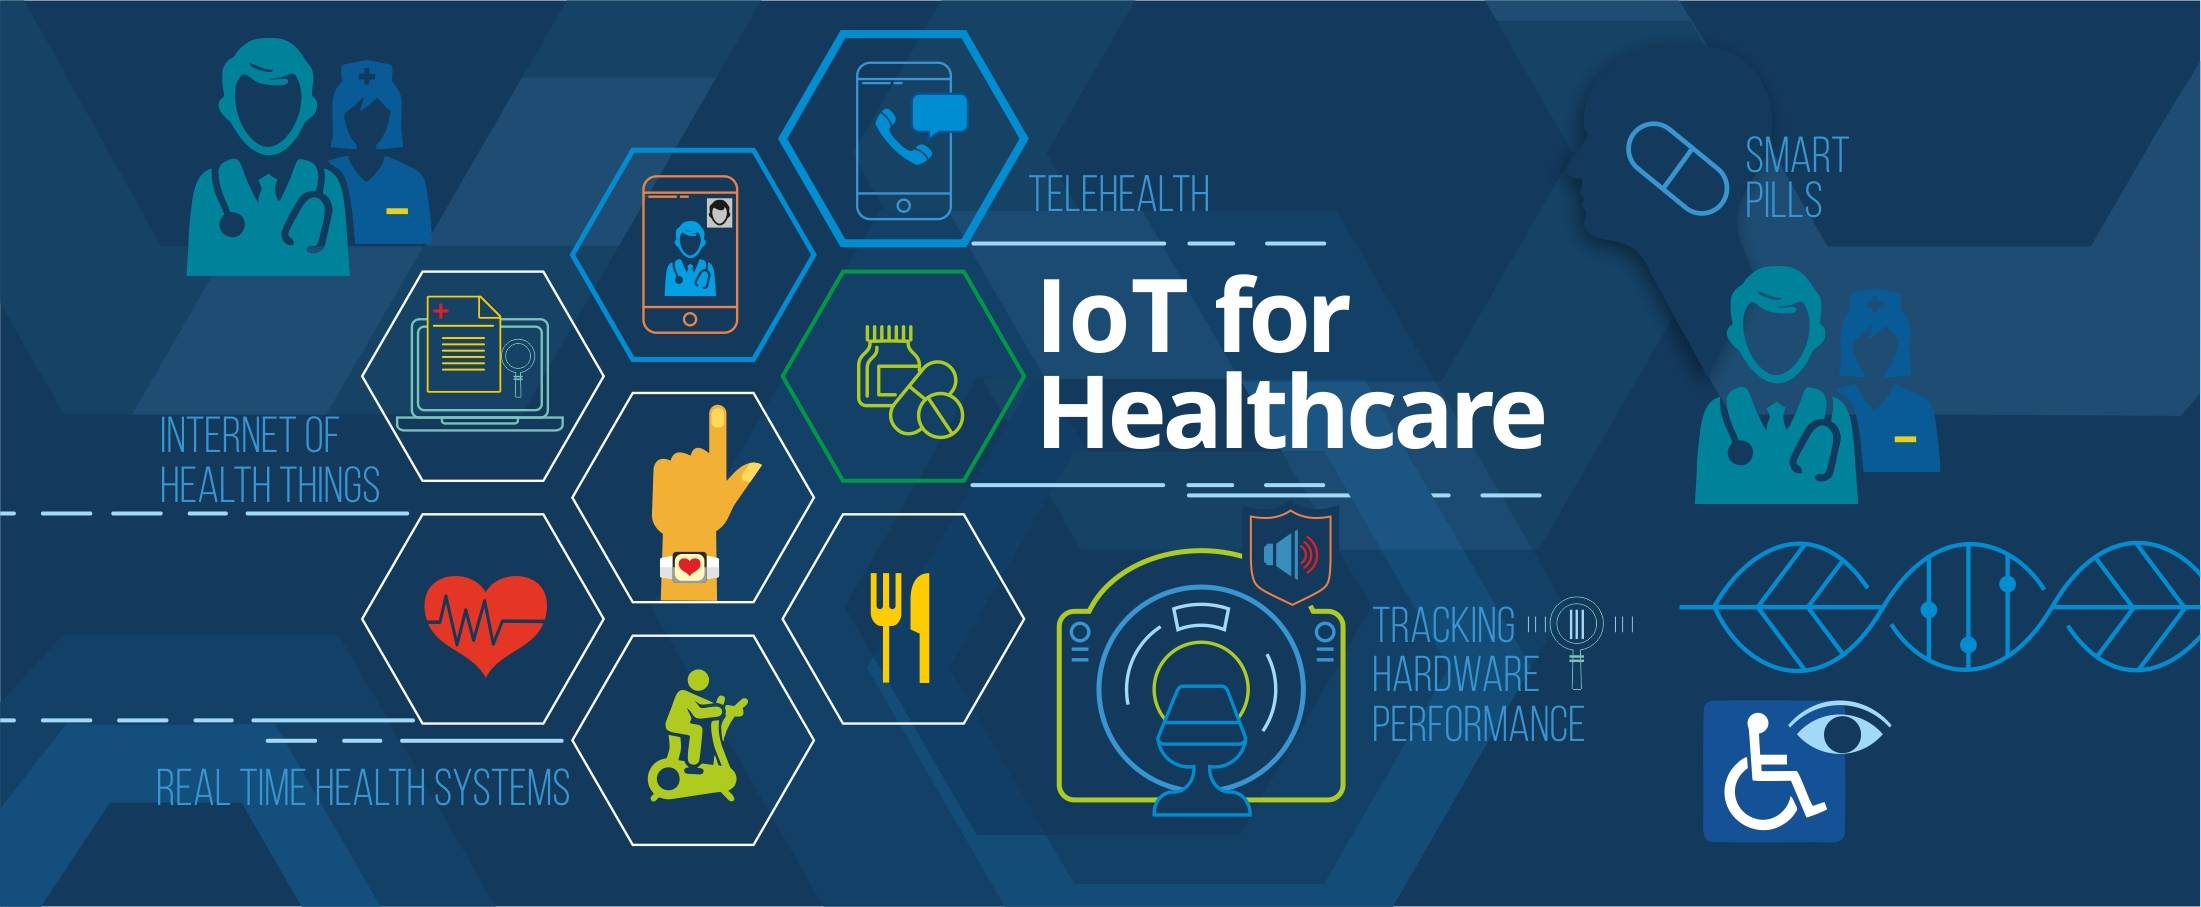 TELEHEALTH
SMART
PILLS
IoT for
Healthcare
INTERNET OF
HEALTH THINGS
TRACKING
HARDWARE
PERFORMANCE
REAL TIME HEALTH SYSTEMS